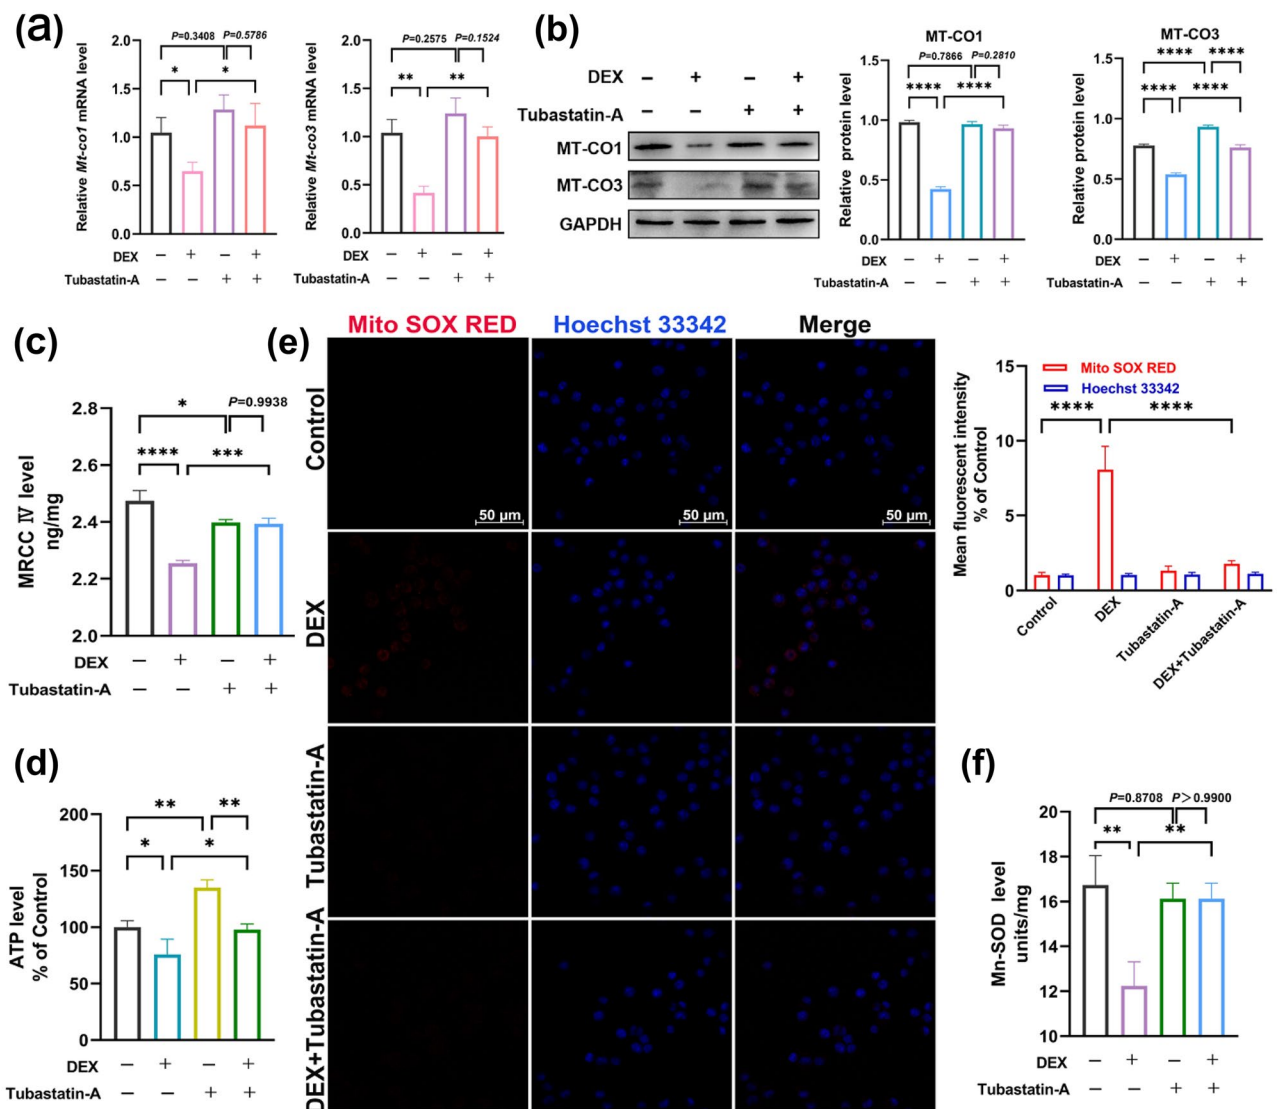 (a)
Relative Mt-co1 mRNA level
2.0
1.5
1.0
0.5
0.0
P=0.3408 P=0.5786
* *
DEX − + − +
Tubastatin-A − − + +
Relative Mt-co3 mRNA level
2.0
1.5
1.0
0.5
0.0
P=0.2575 P=0.1524
** **
DEX − + − +
Tubastatin-A − − + +
(b)
DEX − + − +
Tubastatin-A − − + +
MT-CO1
MT-CO3
GAPDH
MT-CO1
Relative protein level
1.5
1.0
0.5
0.0
P=0.7866 P=0.2810
**** ****
DEX − + − +
Tubastatin-A − − + +
MT-CO3
Relative protein level
1.5
1.0
0.5
0.0
**** ****
**** ****
DEX − + − +
Tubastatin-A − − + +
(c)
MRCC Ⅳ level
ng/mg
2.8
2.6
2.4
2.2
2.0
* P=0.9938
**** ***
DEX − + − +
Tubastatin-A − − + +
(d)
ATP level
% of Control
200
150
100
50
0
** **
* *
DEX − + − +
Tubastatin-A − − + +
(e)
Mito SOX RED Hoechst 33342 Merge
Control
50 μm 50 μm 50 μm
DEX
Tubastatin-A
DEX+Tubastatin-A
Mean fluorescent intensity
% of Control
15
10
5
0
Mito SOX RED
Hoechst 33342
**** ****
Control
DEX
Tubastatin-A
DEX+Tubastatin-A
(f)
Mn-SOD level
units/mg
20
18
16
14
12
10
P=0.8708 P＞0.9900
** **
DEX − + − +
Tubastatin-A − − + +